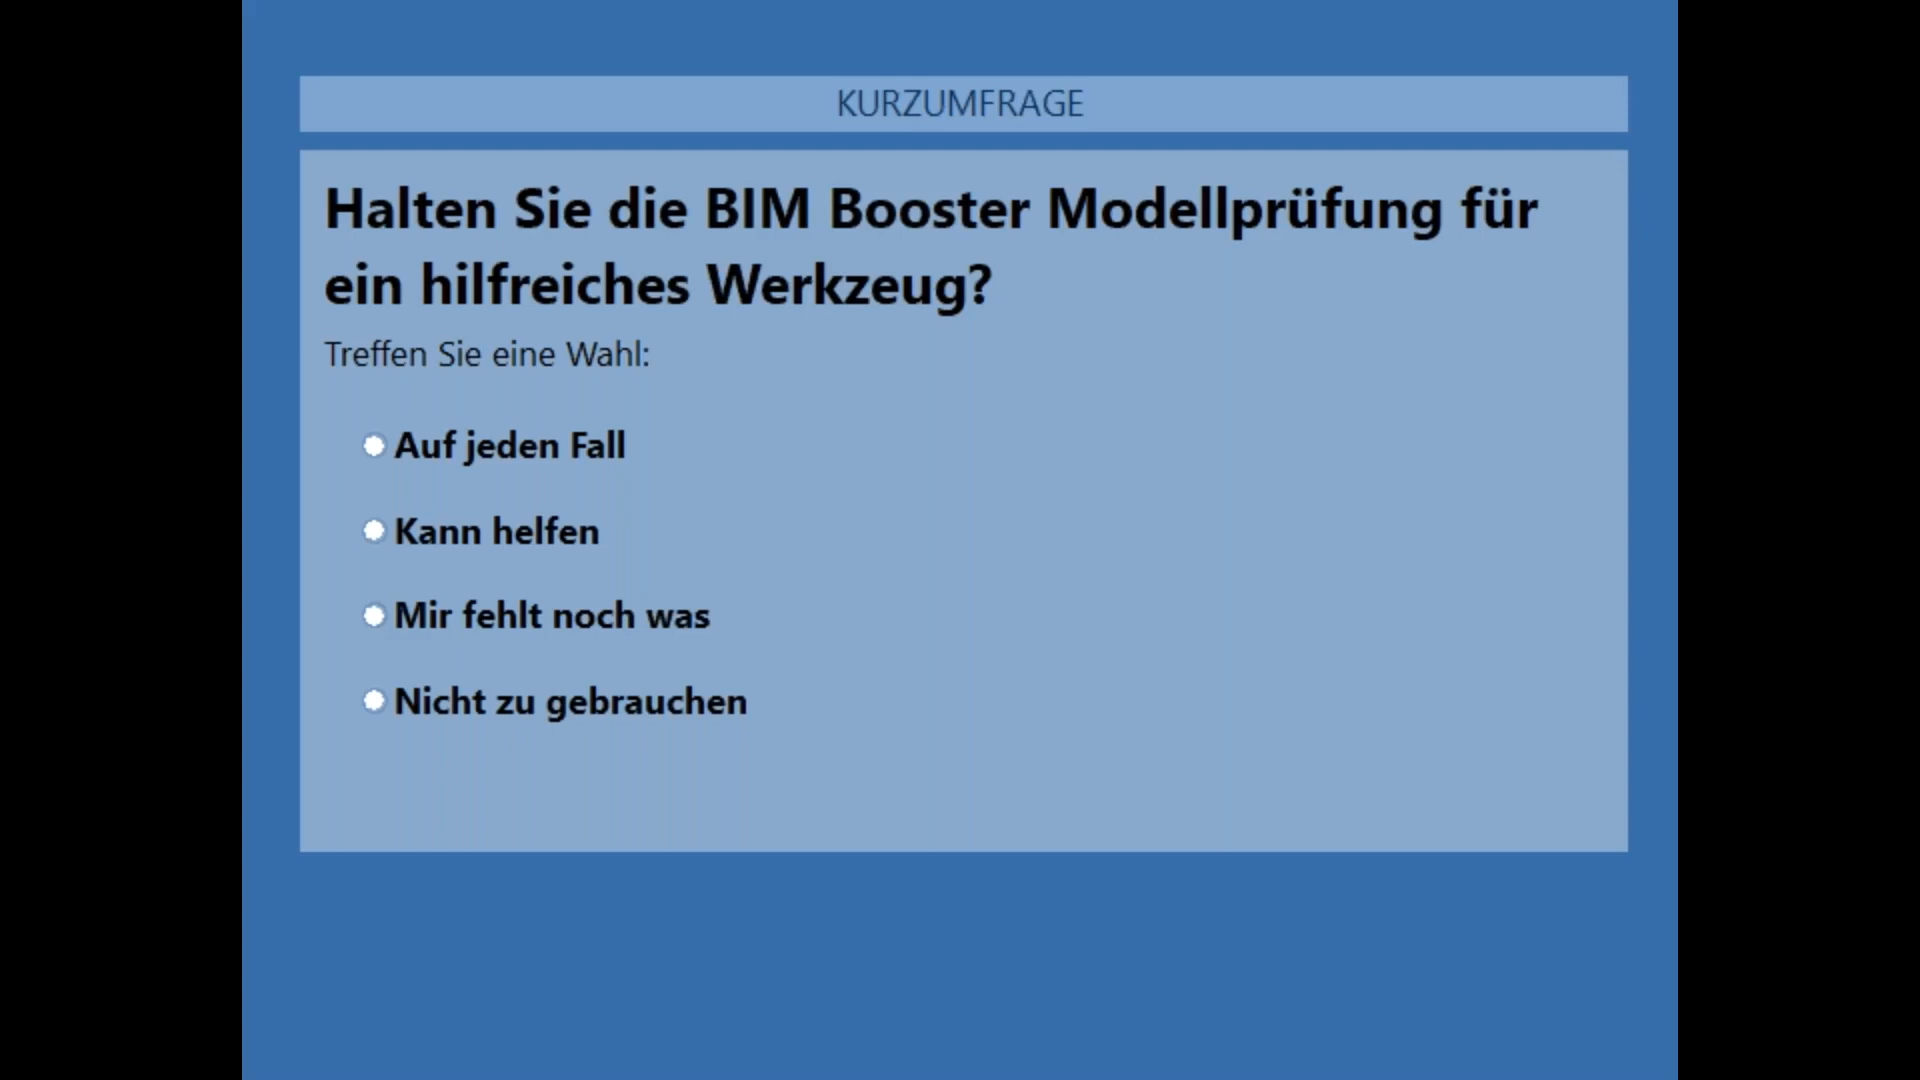 KURZUMFRAGE
Halten Sie die BIM Booster Modellprüfung für
ein hilfreiches Werkzeug?
Treffen Sie eine Wahl:
Auf jeden Fall
Kann helfen
Mir fehlt noch was
Nicht zu gebrauchen